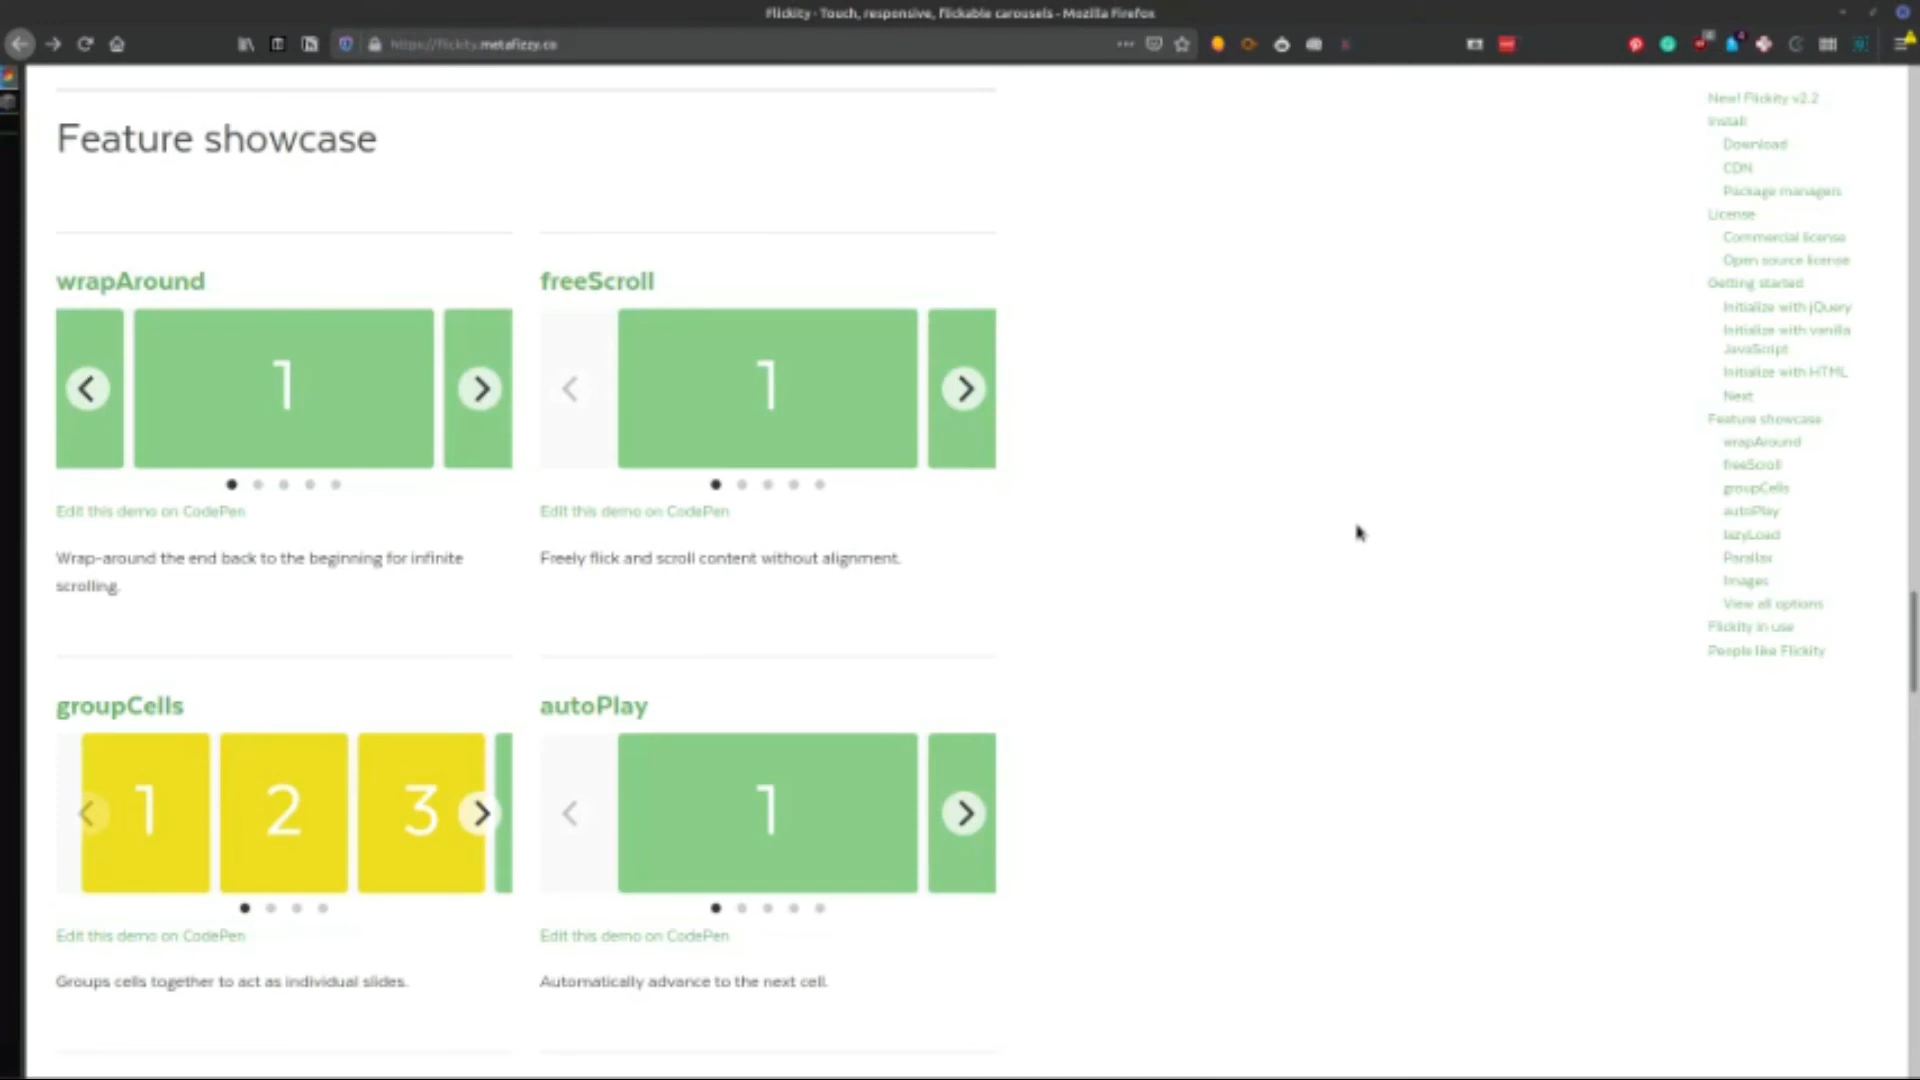 Flickity · Touch, responsive, flickable carousels - Mozilla Firefox
https://flickity.metafizzy.co
Feature showcase
wrapAround
1
Edit this demo on CodePen
Wrap-around the end back to the beginning for infinite
scrolling.
freeScroll
1
Edit this demo on CodePen
Freely flick and scroll content without alignment.
groupCells
1 2 3
Edit this demo on CodePen
Groups cells together to act as individual slides.
autoPlay
1
Edit this demo on CodePen
Automatically advance to the next cell.
New! Flickity v2.2
Install
Download
CDN
Package managers
License
Commercial license
Open source license
Getting started
Initialize with jQuery
Initialize with vanilla
JavaScript
Initialize with HTML
Next
Feature showcase
wrapAround
freeScroll
groupCells
autoPlay
lazyLoad
Parallax
Images
View all options
Flickity in use
People like Flickity